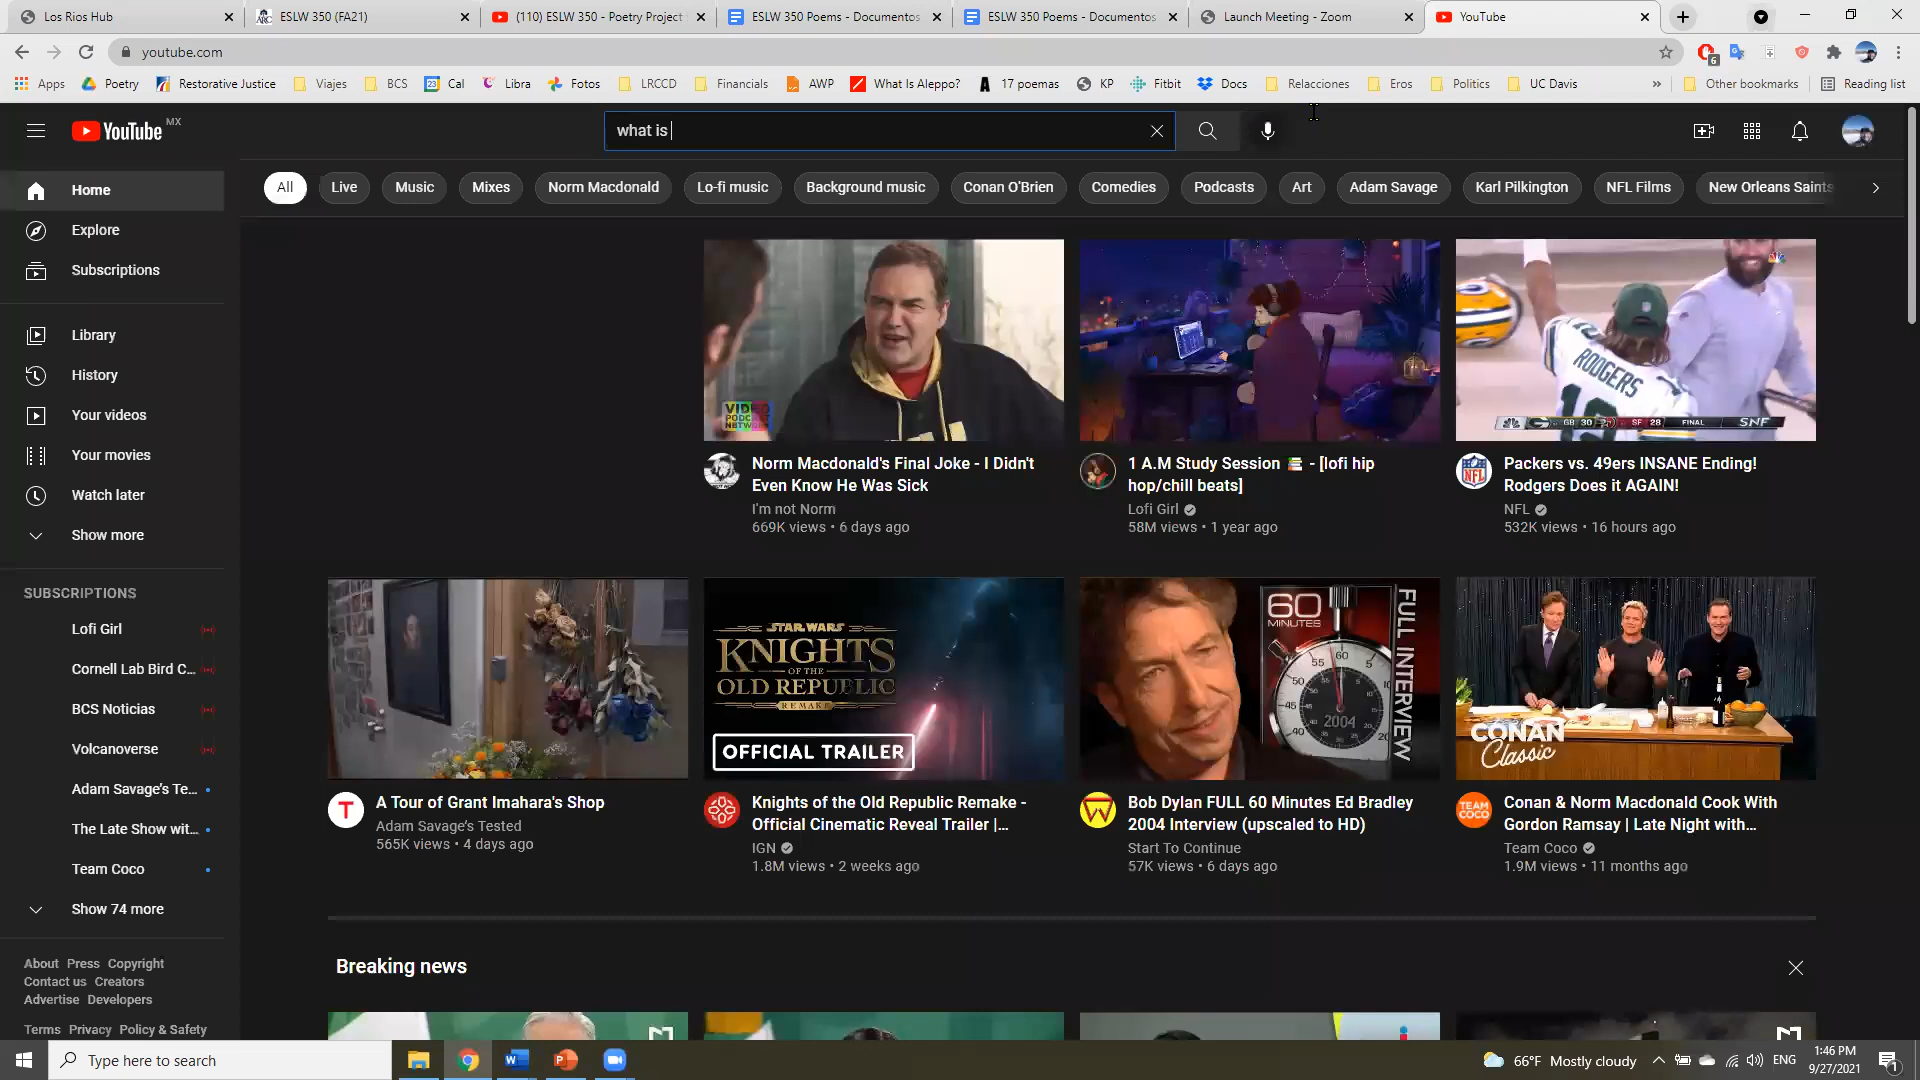 Los Rios Hub
ESLW 350 (FA21)
(110) ESLW 350 - Poetry Project
ESLW 350 Poems - Documentos
ESLW 350 Poems - Documentos
Launch Meeting - Zoom
YouTube
youtube.com
6
Apps
Poetry
Restorative Justice
Viajes
BCS
23
Cal
Libra
Fotos
LRCCD
Financials
AWP
What Is Aleppo?
17 poemas
KP
Fitbit
Docs
Relacciones
Eros
Politics
UC Davis
»
Other bookmarks
Reading list
YouTube MX
what is
All
Live
Music
Mixes
Norm Macdonald
Lo-fi music
Background music
Conan O'Brien
Comedies
Podcasts
Art
Adam Savage
Karl Pilkington
NFL Films
New Orleans Saints
Home
Explore
Subscriptions
Library
History
Your videos
Your movies
Watch later
Show more
SUBSCRIPTIONS
Lofi Girl
Cornell Lab Bird C...
BCS Noticias
Volcanoverse
Adam Savage's Te...
The Late Show wit...
Team Coco
Show 74 more
About Press Copyright
Contact us Creators
Advertise Developers
Terms Privacy Policy & Safety
VIDEO
PODCAST
NETWORK
Norm Macdonald's Final Joke - I Didn't
Even Know He Was Sick
I'm not Norm
669K views • 6 days ago
1 A.M Study Session 📚 - [lofi hip
hop/chill beats]
Lofi Girl
58M views • 1 year ago
RODGERS
GB 30 SF 28 FINAL SNF
NFL
Packers vs. 49ers INSANE Ending!
Rodgers Does it AGAIN!
NFL
532K views • 16 hours ago
T
A Tour of Grant Imahara's Shop
Adam Savage's Tested
565K views • 4 days ago
STAR WARS
KNIGHTS
OF THE
OLD REPUBLIC
REMAKE
OFFICIAL TRAILER
Knights of the Old Republic Remake -
Official Cinematic Reveal Trailer |...
IGN
1.8M views • 2 weeks ago
60
MINUTES
FULL INTERVIEW
2004
Bob Dylan FULL 60 Minutes Ed Bradley
2004 Interview (upscaled to HD)
Start To Continue
57K views • 6 days ago
CONAN
Classic
TEAM
COCO
Conan & Norm Macdonald Cook With
Gordon Ramsay | Late Night with...
Team Coco
1.9M views • 11 months ago
Breaking news
Type here to search
66°F Mostly cloudy
ENG
1:46 PM
9/27/2021
1